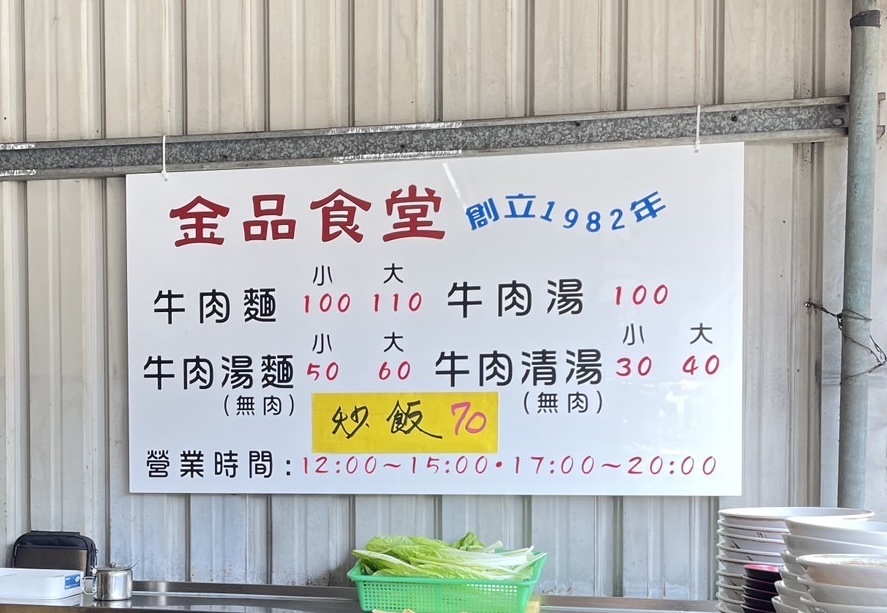 金品食堂 創立1982年
小 大
牛肉麵 100 110 牛肉湯 100
小 大 小 大
牛肉湯麵 50 60 牛肉清湯 30 40
(無肉) (無肉)
炒飯 70
營業時間:12:00~15:00·17:00~20:00